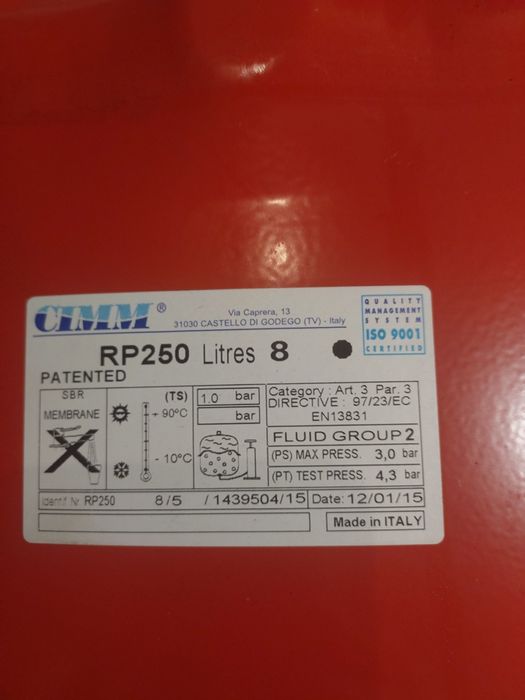 CIMM®
Via Caprera, 13
31030 CASTELLO DI GODEGO (TV) - Italy
QUALITY
MANAGEMENT
SYSTEM
ISO 9001
CERTIFIED
RP250 Litres 8
PATENTED
SBR
MEMBRANE
(TS)
+ 90°C
- 10°C
1.0 bar
bar
Category : Art. 3 Par. 3
DIRECTIVE : 97/23/EC
EN13831
FLUID GROUP 2
(PS) MAX PRESS. 3,0 bar
(PT) TEST PRESS. 4,3 bar
Identif. Nr RP250 8/5 / 1439504/15 Date: 12/01/15
Made in ITALY